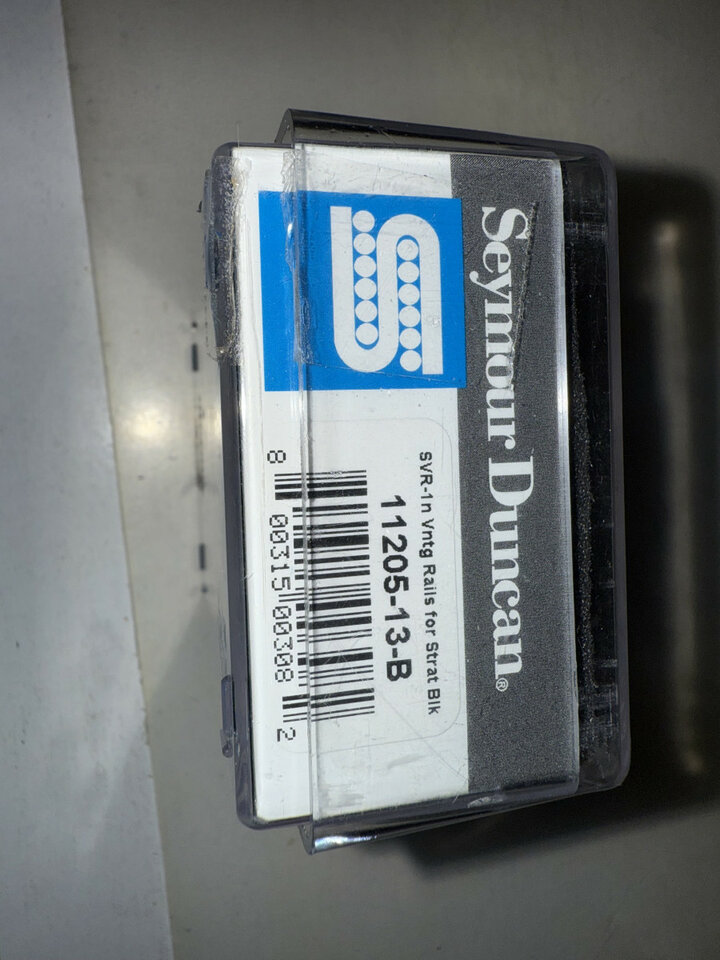 Seymour Duncan®
SVR-1n Vntg Rails for Strat Blk
11205-13-B
8 00315 00308 2